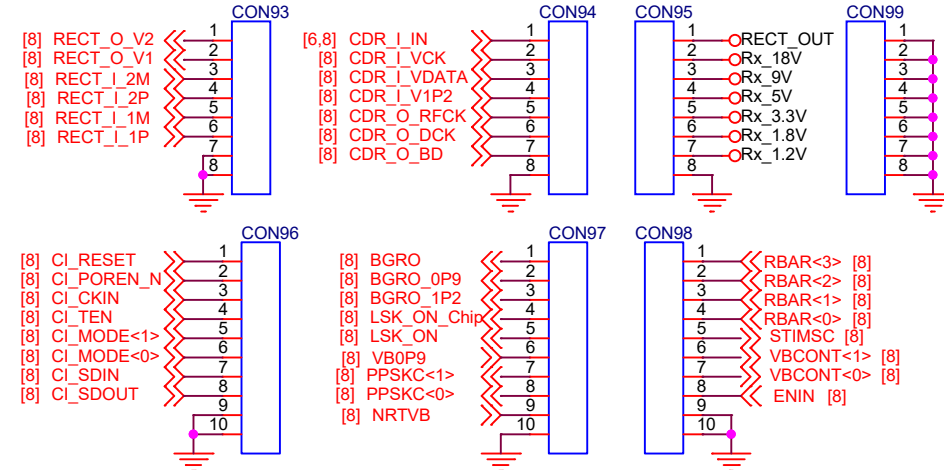 CON93
[8] RECT_O_V2 1
[8] RECT_O_V1 2
[8] RECT_I_2M 3
[8] RECT_I_2P 4
[8] RECT_I_1M 5
[8] RECT_I_1P 6
7
8
CON94
[6,8] CDR_I_IN 1
[8] CDR_I_VCK 2
[8] CDR_I_VDATA 3
[8] CDR_I_V1P2 4
[8] CDR_O_RFCK 5
[8] CDR_O_DCK 6
[8] CDR_O_BD 7
8
CON95
1 RECT_OUT
2 Rx_18V
3 Rx_9V
4 Rx_5V
5 Rx_3.3V
6 Rx_1.8V
7 Rx_1.2V
8
CON99
1
2
3
4
5
6
7
8
CON96
[8] CI_RESET 1
[8] CI_POREN_N 2
[8] CI_CKIN 3
[8] CI_TEN 4
[8] CI_MODE<1> 5
[8] CI_MODE<0> 6
[8] CI_SDIN 7
[8] CI_SDOUT 8
9
10
CON97
[8] BGRO 1
[8] BGRO_0P9 2
[8] BGRO_1P2 3
[8] LSK_ON_Chip 4
[8] LSK_ON 5
[8] VB0P9 6
[8] PPSKC<1> 7
[8] PPSKC<0> 8
[8] NRTVB 9
10
CON98
1 RBAR<3> [8]
2 RBAR<2> [8]
3 RBAR<1> [8]
4 RBAR<0> [8]
5 STIMSC [8]
6 VBCONT<1> [8]
7 VBCONT<0> [8]
8 ENIN [8]
9
10